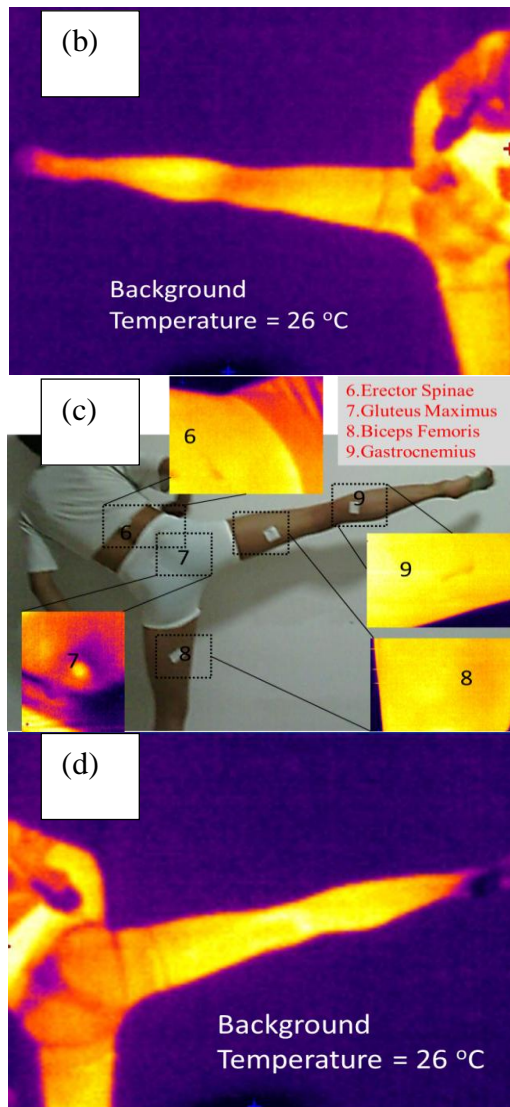 (b)
Background
Temperature = 26 °C
(c)
6
6.Erector Spinae
7.Gluteus Maximus
8.Biceps Femoris
9.Gastrocnemius
9
6
7
9
7
8
8
(d)
Background
Temperature = 26 °C